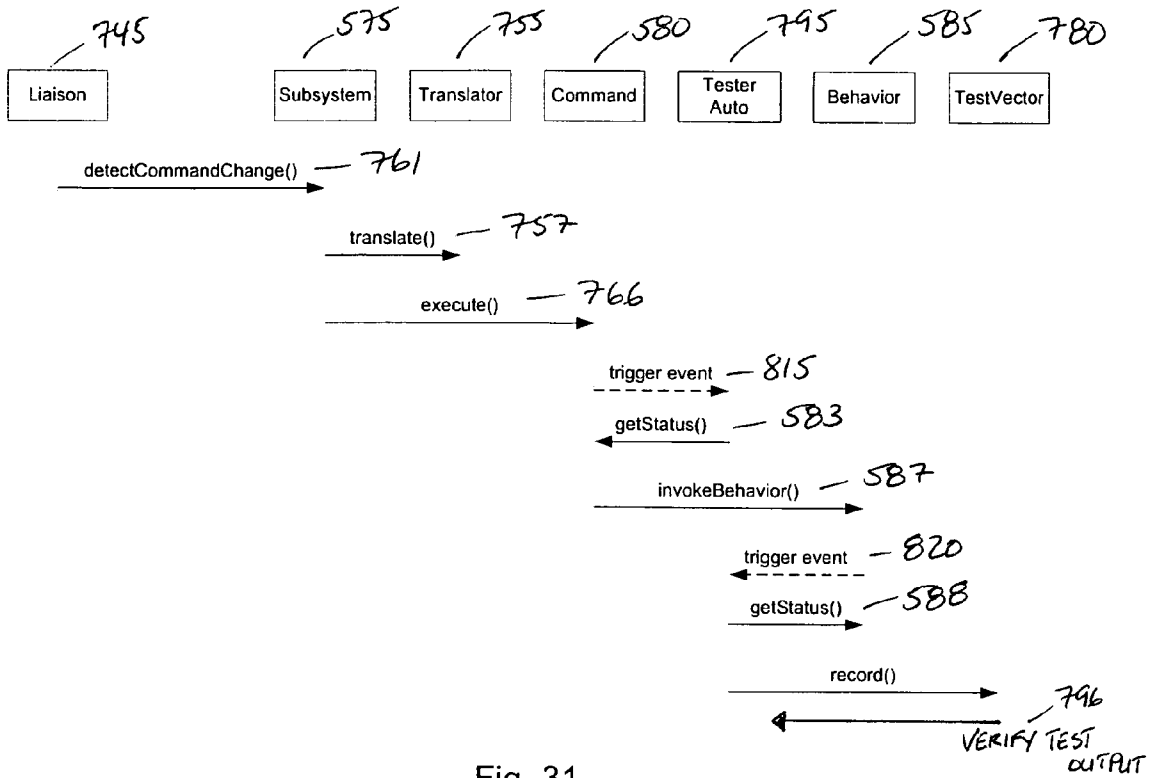 745 575 755 580 795 585 780
Liaison Subsystem Translator Command Tester Auto Behavior TestVector
detectCommandChange() 761
translate() 757
execute() 766
trigger event 815
getStatus() 583
invokeBehavior() 587
trigger event 820
getStatus() 588
record()
796
VERIFY TEST
OUTPUT
Fig. 31